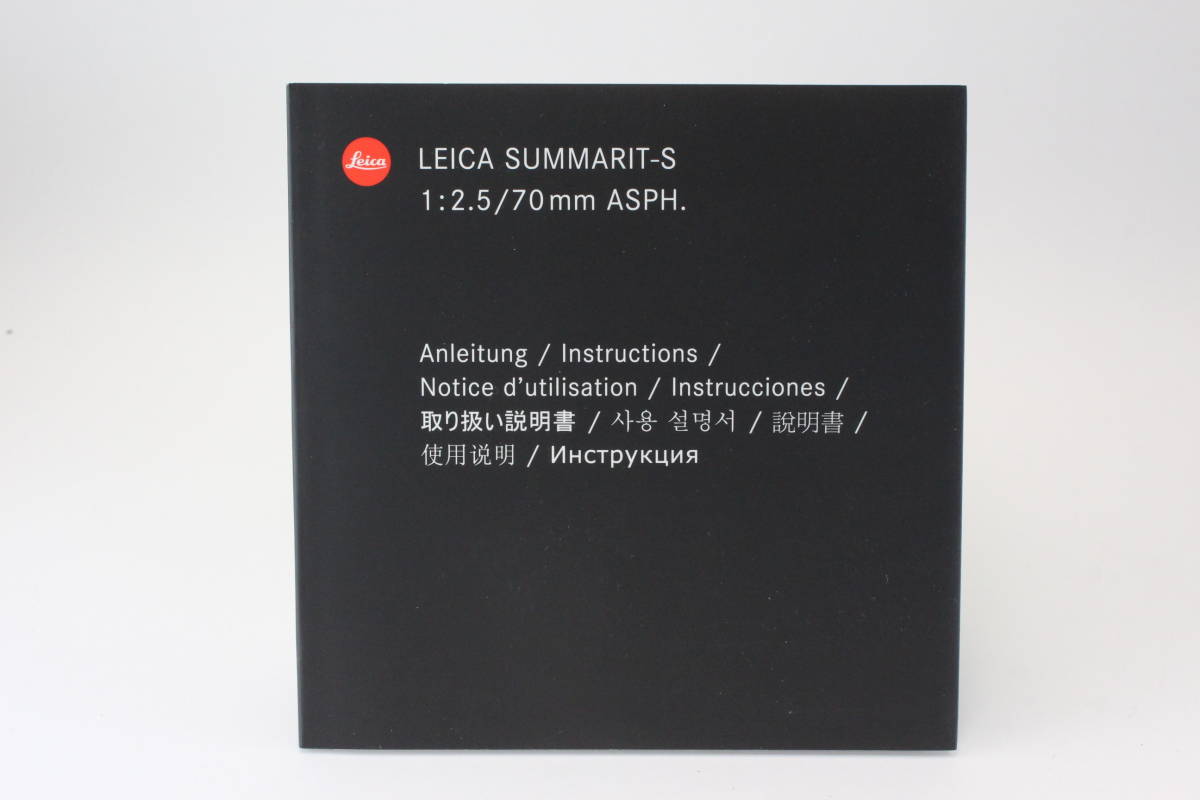 Leica
LEICA SUMMARIT-S
1:2.5/70mm ASPH.
Anleitung / Instructions /
Notice d’utilisation / Instrucciones /
取り扱い説明書 / 사용 설명서 / 說明書 /
使用说明 / Инструкция